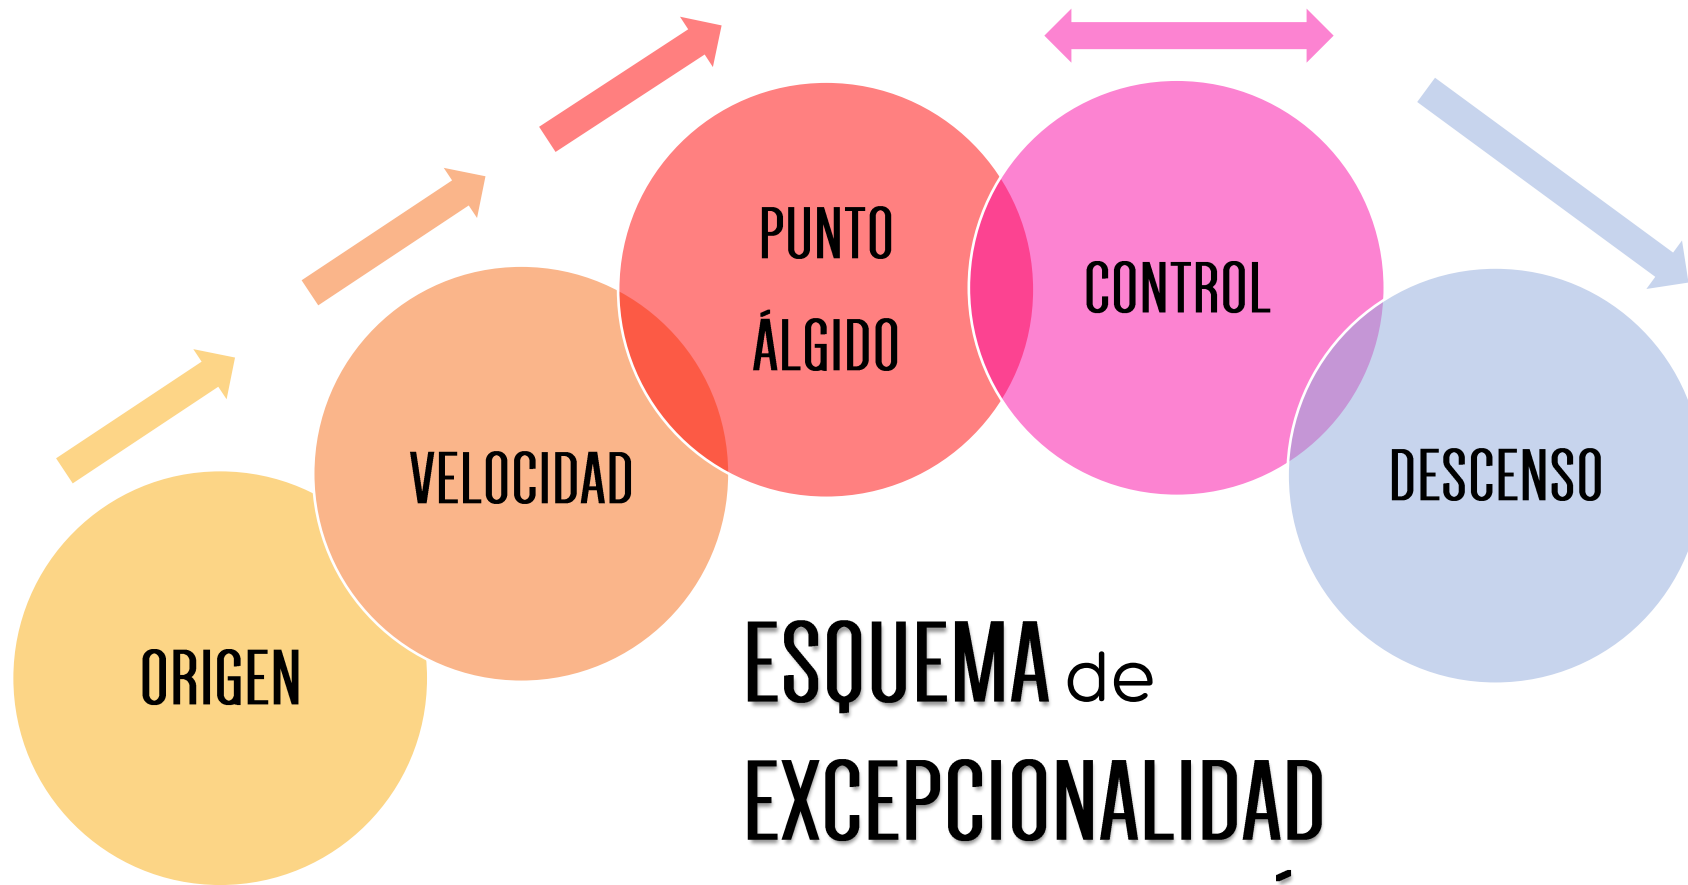 ORIGEN
VELOCIDAD
PUNTO
ÁLGIDO
CONTROL
DESCENSO
ESQUEMA de
EXCEPCIONALIDAD